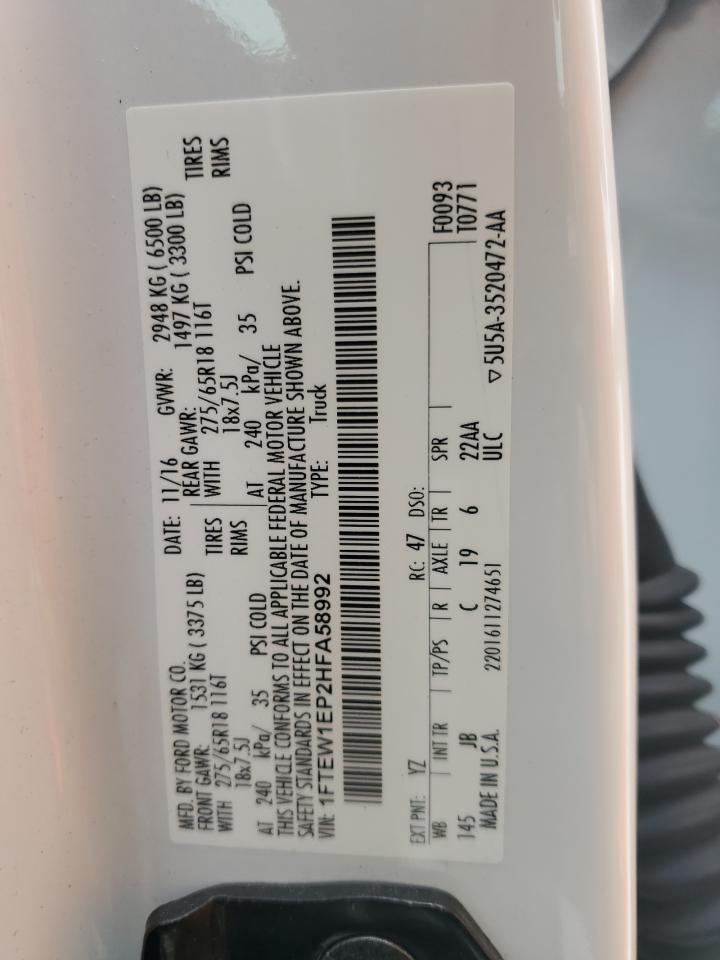 MFD. BY FORD MOTOR CO.
DATE: 11/16 GVWR: 2948 KG ( 6500 LB)
FRONT GAWR: 1531 KG ( 3375 LB) REAR GAWR: 1497 KG ( 3300 LB)
WITH 275/65R18 116T TIRES WITH 275/65R18 116T TIRES
18x7.5J RIMS 18x7.5J RIMS
AT 240 kPa/ 35 PSI COLD AT 240 kPa/ 35 PSI COLD
THIS VEHICLE CONFORMS TO ALL APPLICABLE FEDERAL MOTOR VEHICLE
SAFETY STANDARDS IN EFFECT ON THE DATE OF MANUFACTURE SHOWN ABOVE.
VIN: 1FTEW1EP2HFA58992 TYPE: Truck
EXT PNT: YZ RC: 47 DSO: F0093
WB INT TR TP/PS R AXLE TR SPR T0771
145 JB C 19 6 22AA
MADE IN U.S.A. 2201611274651 ULC ▽ 5U5A-3520472-AA